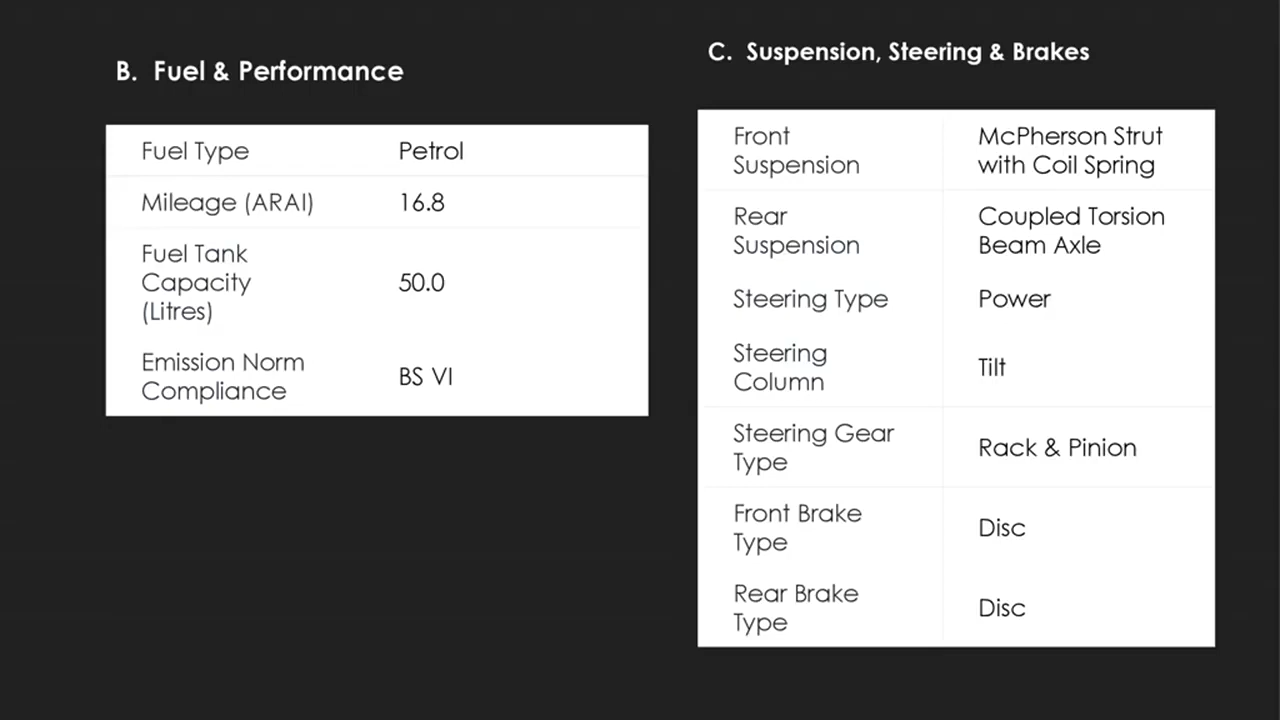 B. Fuel & Performance
Fuel Type Petrol
Mileage (ARAI) 16.8
Fuel Tank
Capacity 50.0
(Litres)
Emission Norm
Compliance
BS VI
C. Suspension, Steering & Brakes
Front
Suspension
McPherson Strut
with Coil Spring
Rear
Suspension
Coupled Torsion
Beam Axle
Steering Type Power
Steering
Column
Tilt
Steering Gear
Type
Rack & Pinion
Front Brake
Type
Disc
Rear Brake
Type
Disc